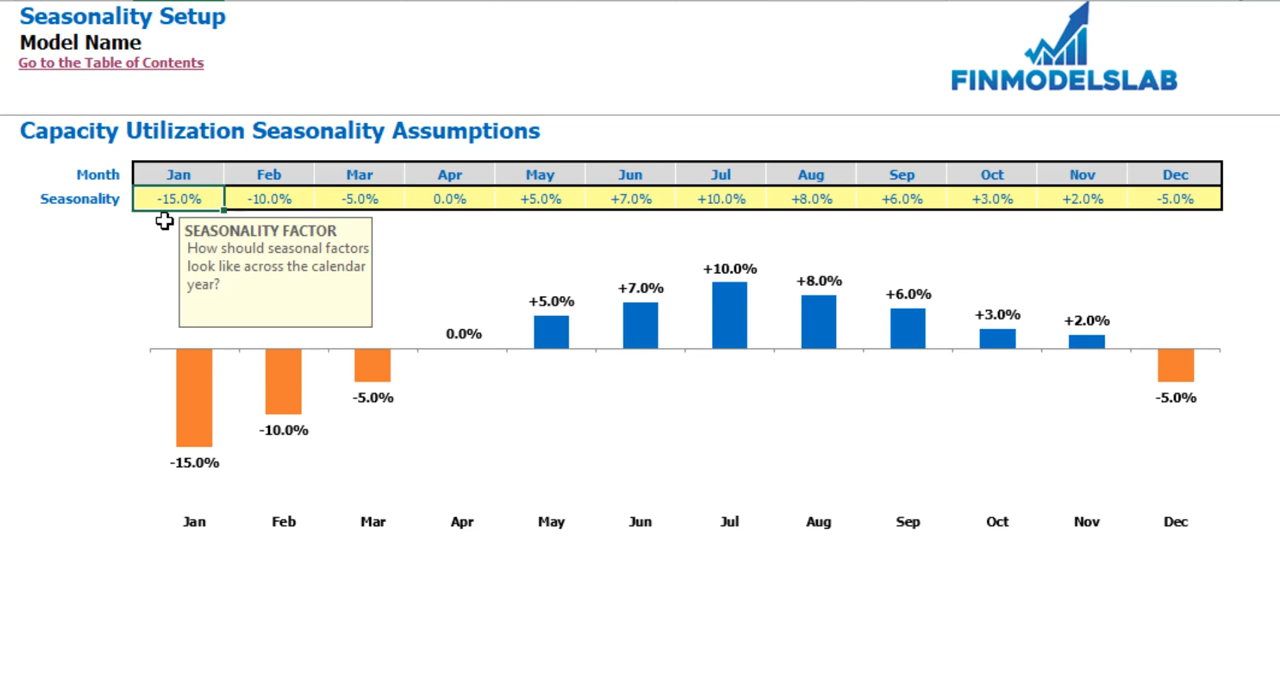 Seasonality Setup
Model Name
Go to the Table of Contents
FINMODELSLAB
Capacity Utilization Seasonality Assumptions
Month Jan Feb Mar Apr May Jun Jul Aug Sep Oct Nov Dec
Seasonality -15.0% -10.0% -5.0% 0.0% +5.0% +7.0% +10.0% +8.0% +6.0% +3.0% +2.0% -5.0%
SEASONALITY FACTOR
How should seasonal factors
look like across the calendar
year?
+10.0%
+8.0%
+7.0%
+6.0%
+5.0%
+3.0%
+2.0%
0.0%
-5.0% -5.0%
-10.0%
-15.0%
Jan Feb Mar Apr May Jun Jul Aug Sep Oct Nov Dec